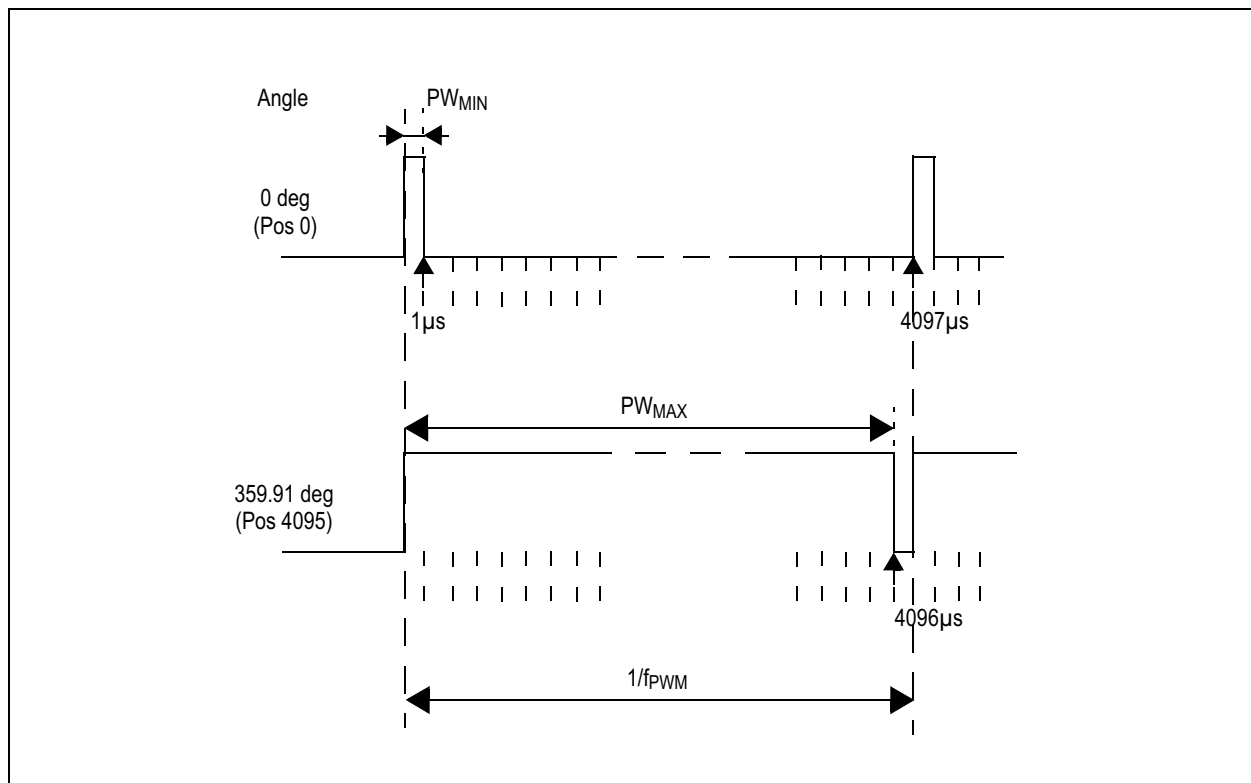 Angle
PWMIN
0 deg
(Pos 0)
1µs
4097µs
PWMAX
359.91 deg
(Pos 4095)
4096µs
1/fPWM